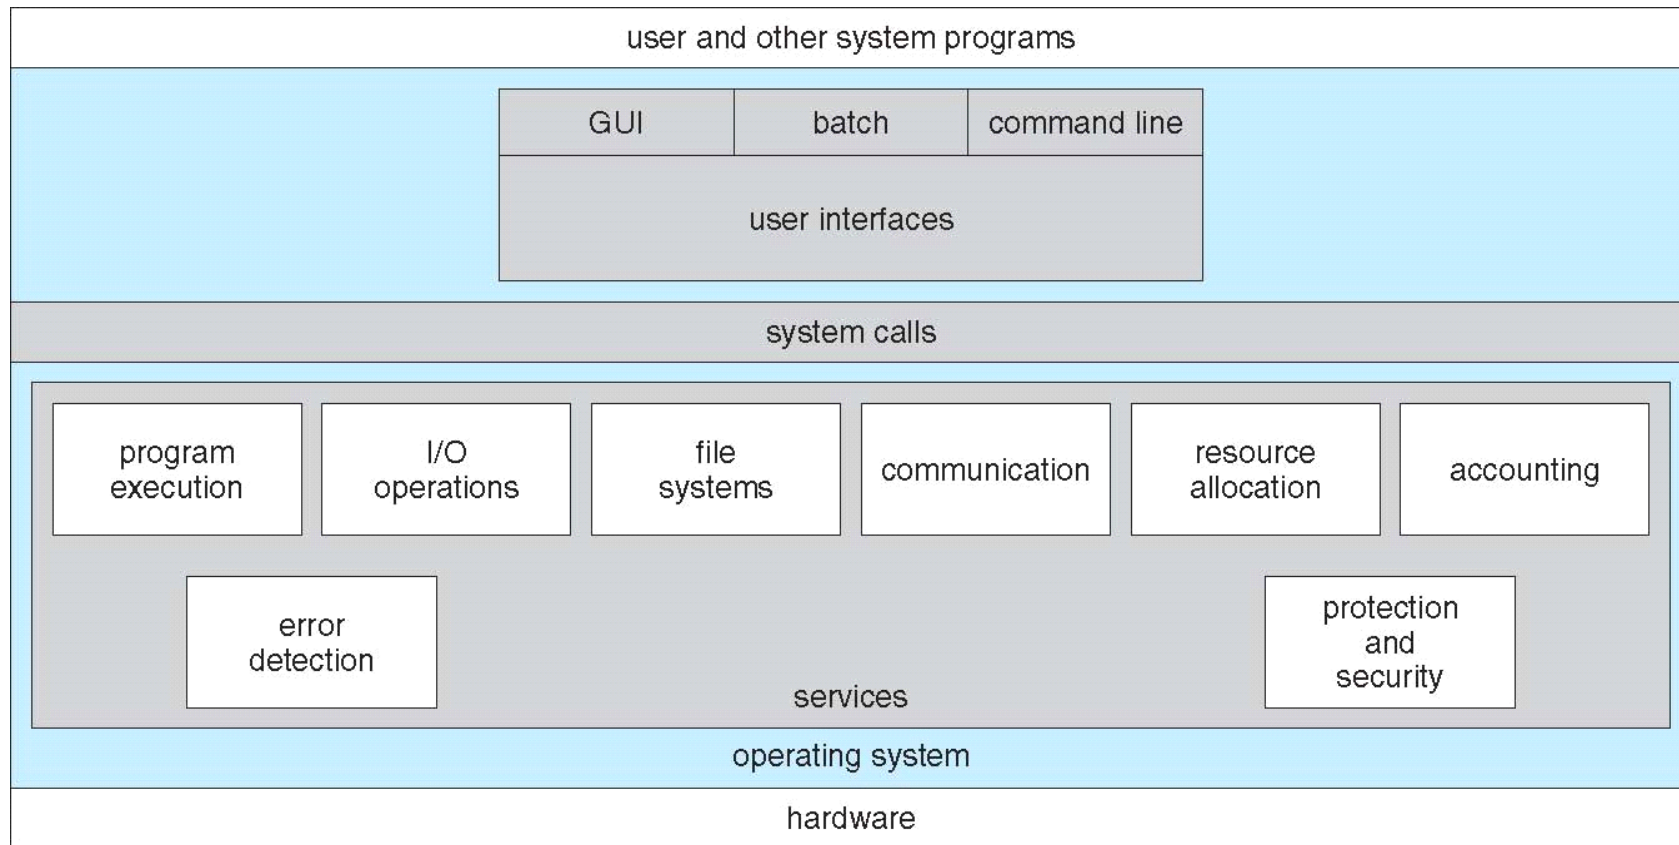 user and other system programs
GUI
batch
command line
user interfaces
system calls
program
execution
I/O
operations
file
systems
communication
resource
allocation
accounting
error
detection
protection
and
security
services
operating system
hardware